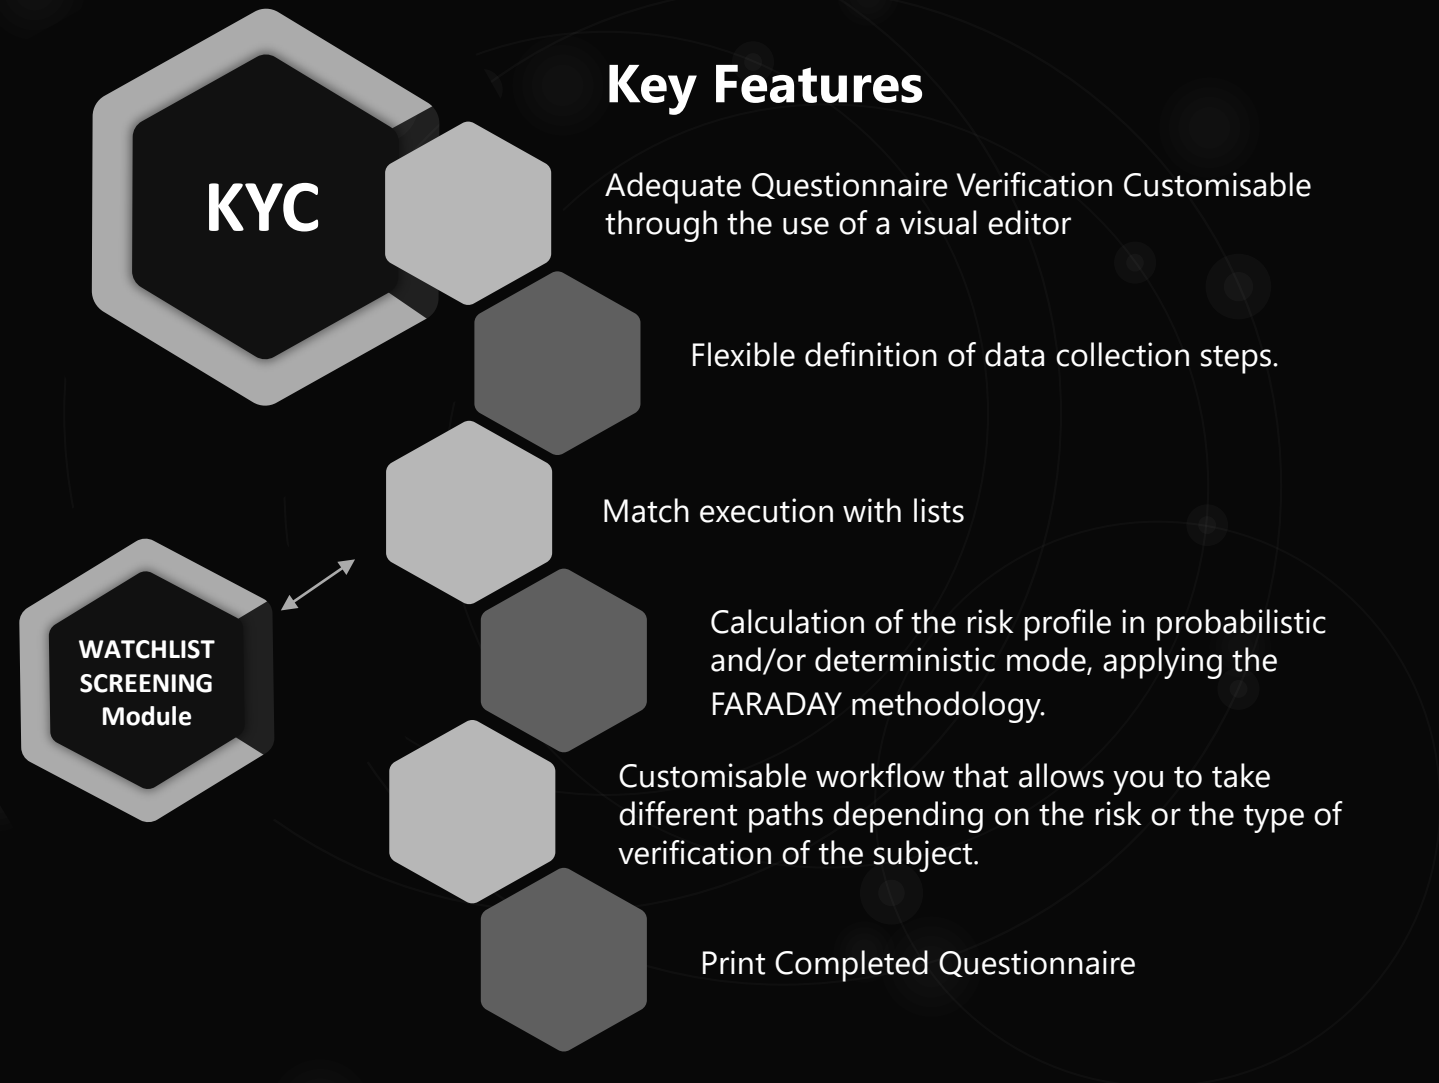 Key Features
KYC
Adequate Questionnaire Verification Customisable
through the use of a visual editor
Flexible definition of data collection steps.
Match execution with lists
WATCHLIST
SCREENING
Module
Calculation of the risk profile in probabilistic
and/or deterministic mode, applying the
FARADAY methodology.
Customisable workflow that allows you to take
different paths depending on the risk or the type of
verification of the subject.
Print Completed Questionnaire